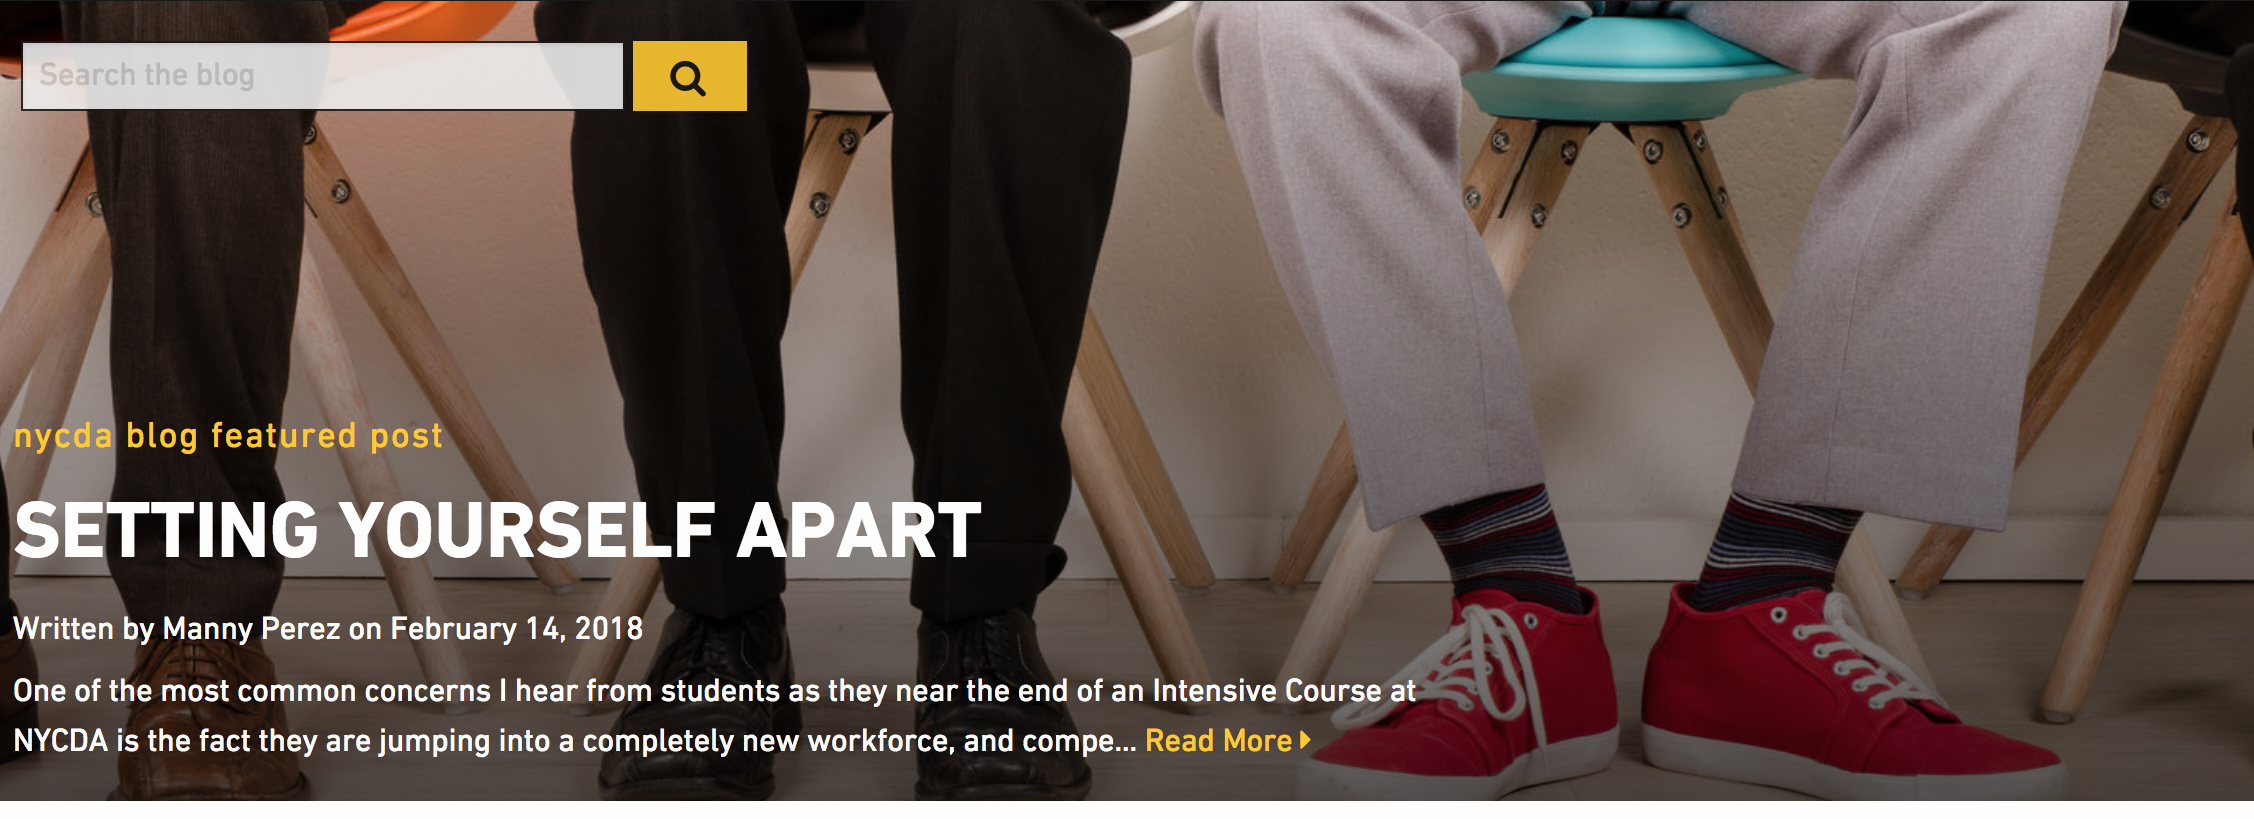 Search the blog
nycda blog featured post
SETTING YOURSELF APART
Written by Manny Perez on February 14, 2018
One of the most common concerns I hear from students as they near the end of an Intensive Course at
NYCDA is the fact they are jumping into a completely new workforce, and compe... Read More